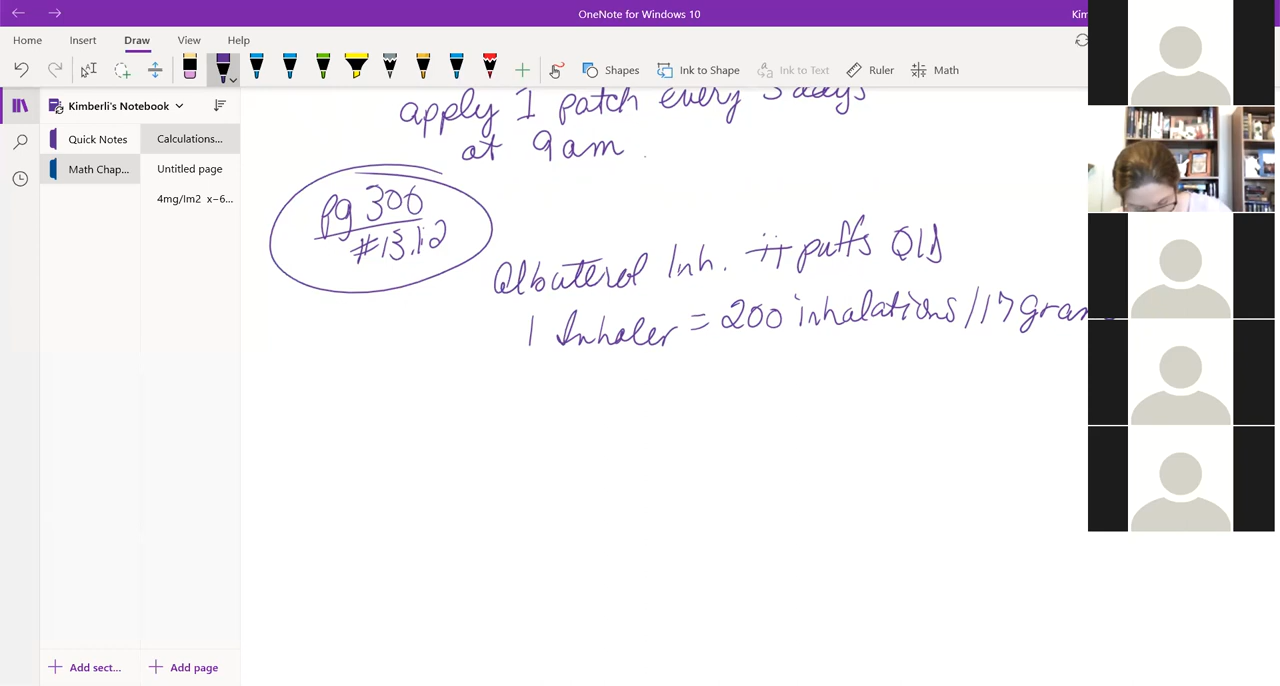 OneNote for Windows 10
Kim
Home Insert Draw View Help
Shapes Ink to Shape Ink to Text Ruler Math
Kimberli's Notebook
Quick Notes
Math Chap...
Calculations...
Untitled page
4mg/lm2 x-6...
apply 1 patch every 3 days
at 9am
pg 306
#13.12
Albuterol Inh. ii puffs QID
1 Inhaler = 200 inhalations/17 gram
Add sect...
Add page